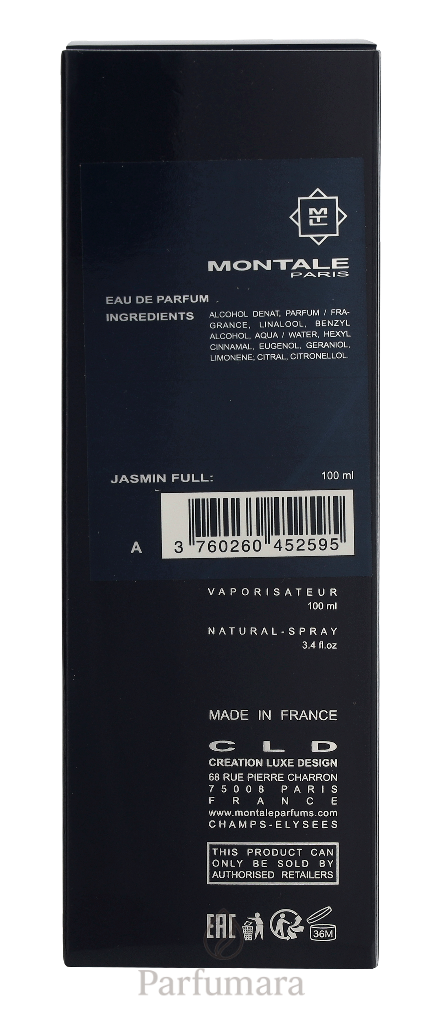 MTL
MONTALE
PARIS
EAU DE PARFUM
INGREDIENTS
ALCOHOL DENAT, PARFUM / FRA-
GRANCE, LINALOOL, BENZYL
ALCOHOL, AQUA / WATER, HEXYL
CINNAMAL, EUGENOL, GERANIOL,
LIMONENE, CITRAL, CITRONELLOL.
JASMIN FULL: 100 ml
A 3 760260 452595
VAPORISATEUR
100 ml
NATURAL-SPRAY
3.4 fl.oz
MADE IN FRANCE
CLD
CREATION LUXE DESIGN
68 RUE PIERRE CHARRON
75008 PARIS
FRANCE
www.montaleparfums.com
CHAMPS-ELYSEES
THIS PRODUCT CAN
ONLY BE SOLD BY
AUTHORISED RETAILERS
EAC 36M
Parfumara